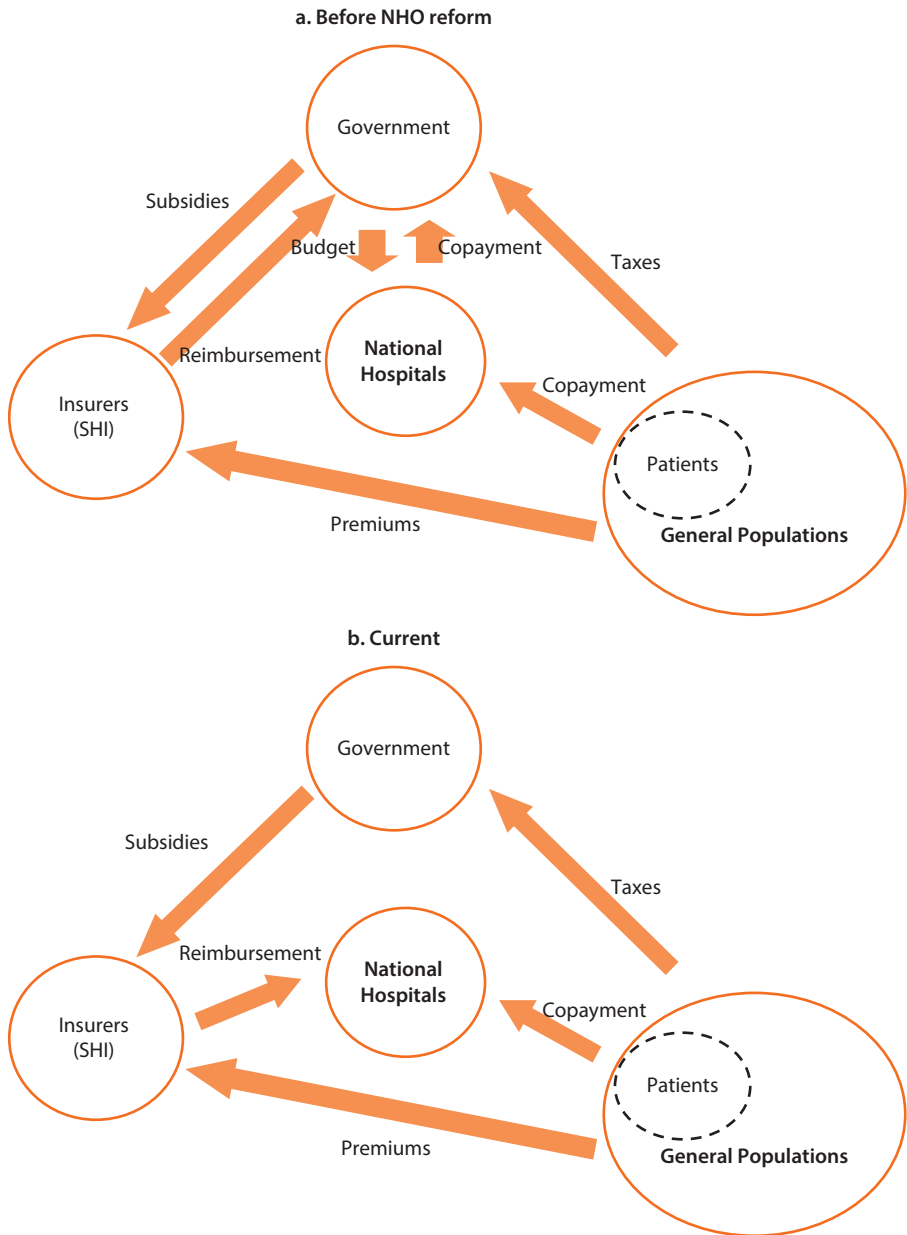 a. Before NHO reform
Government
Subsidies
Budget
Copayment
Taxes
Reimbursement
National
Hospitals
Copayment
Insurers
(SHI)
Patients
Premiums
General Populations
b. Current
Government
Subsidies
Taxes
Reimbursement
National
Hospitals
Copayment
Insurers
(SHI)
Patients
Premiums
General Populations